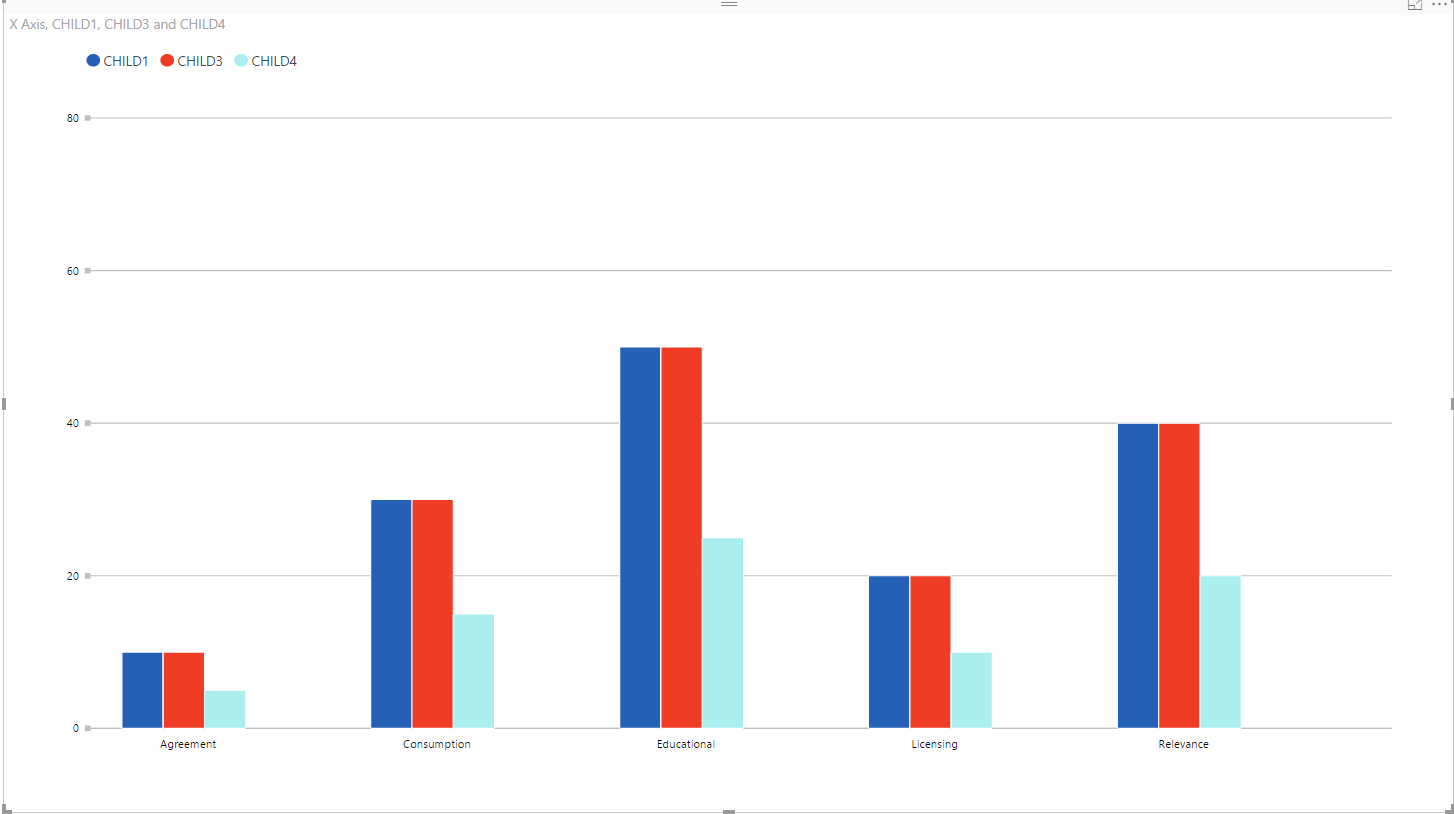 X Axis, CHILD1, CHILD3 and CHILD4
CHILD1 CHILD3 CHILD4
80
60
40
20
0
Agreement Consumption Educational Licensing Relevance